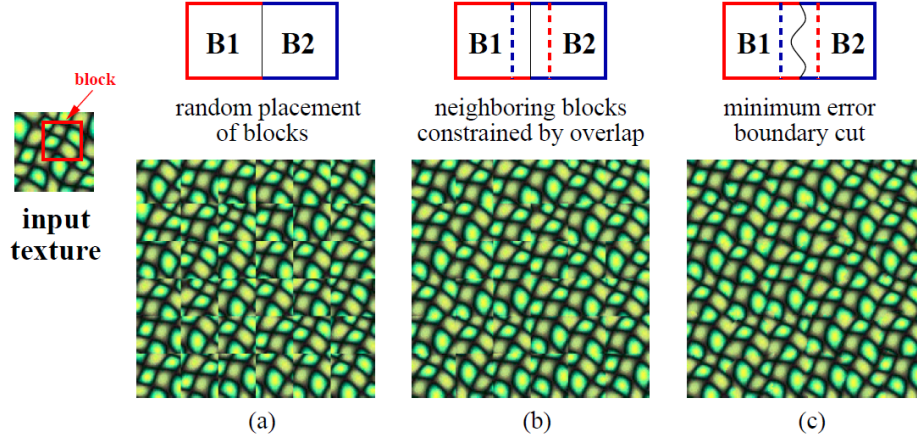 block
input
texture
B1 B2
random placement
of blocks
(a)
B1 B2
neighboring blocks
constrained by overlap
(b)
B1 B2
minimum error
boundary cut
(c)